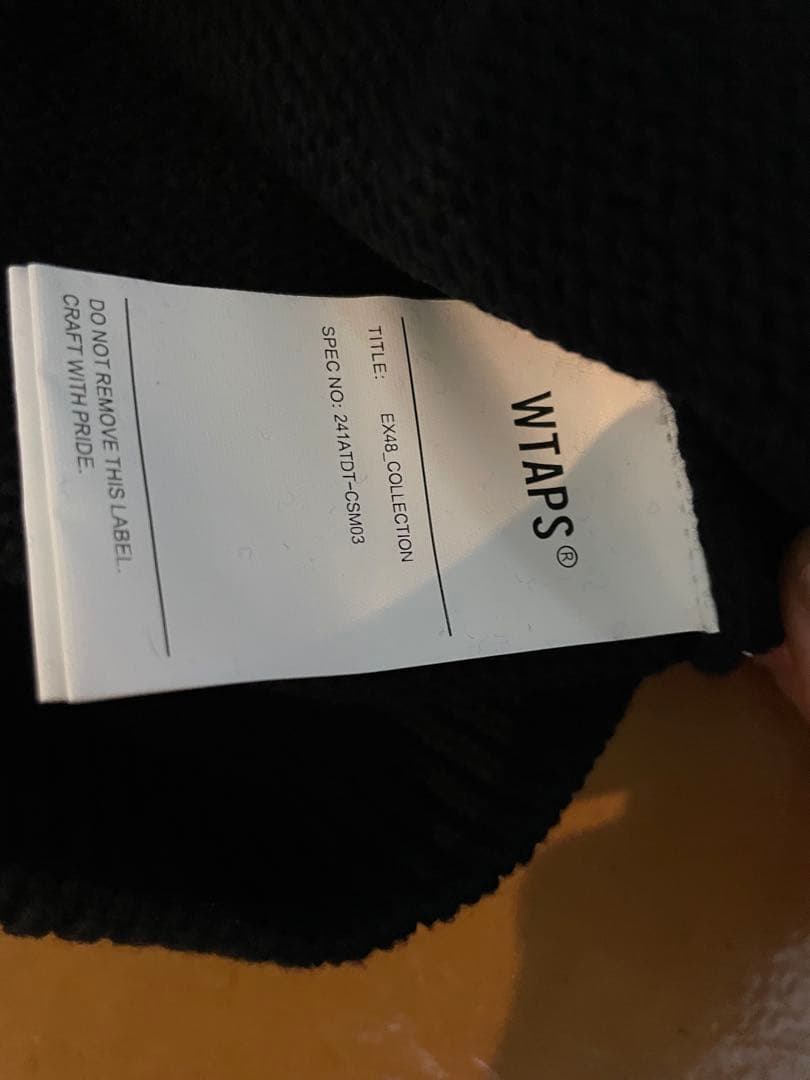 WTAPS®
TITLE: EX48_COLLECTION
SPEC NO: 241ATDT-CSM03
DO NOT REMOVE THIS LABEL.
CRAFT WITH PRIDE.